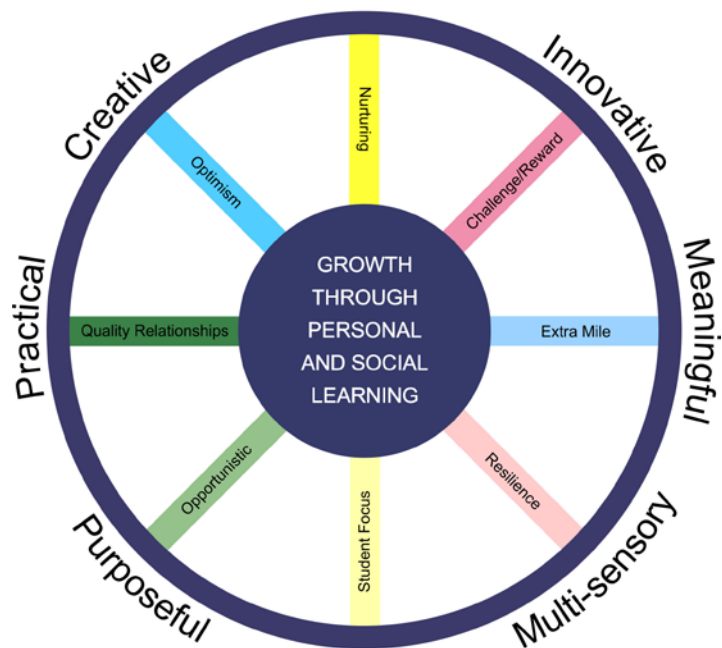 Creative
Innovative
Nurturing
Optimism
Challenge/Reward
GROWTH
THROUGH
PERSONAL
AND SOCIAL
LEARNING
Practical
Quality Relationships
Extra Mile
Meaningful
Opportunistic
Resilience
Student Focus
Purposeful
Multi-sensory